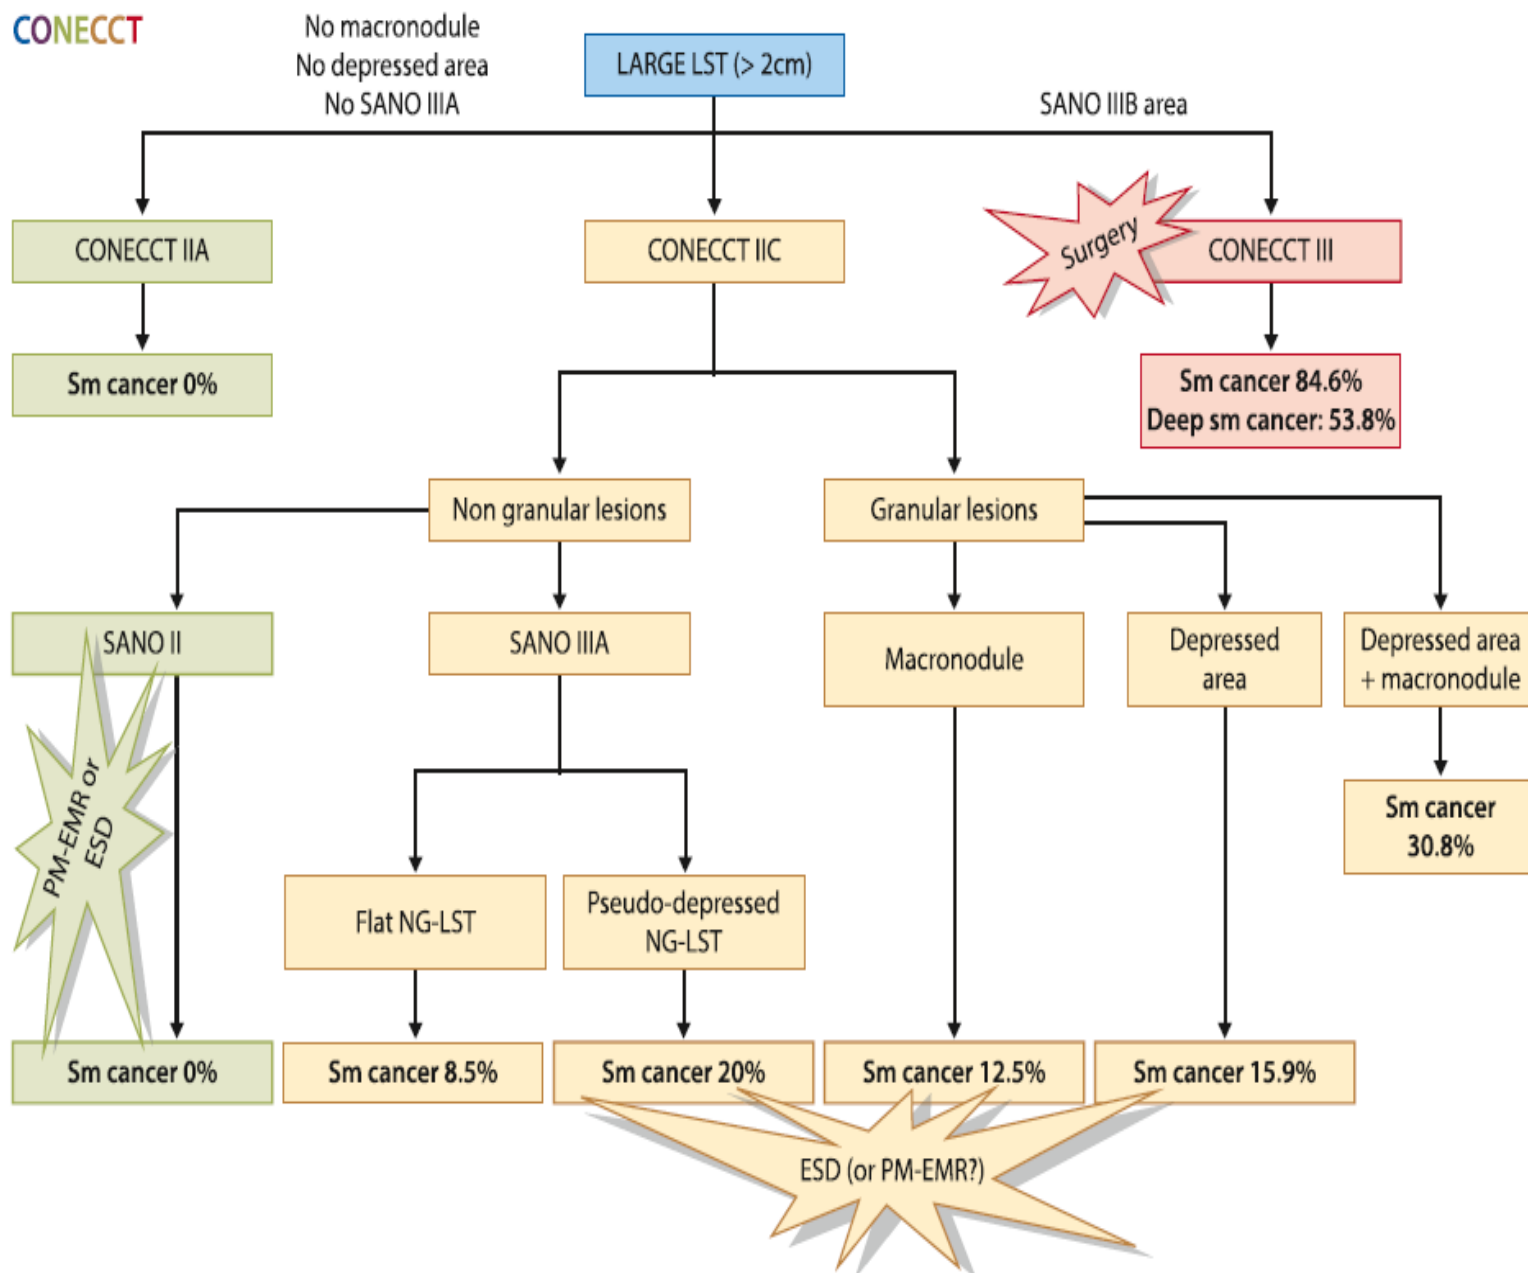 CONECCT
No macronodule
No depressed area
No SANO IIIA
LARGE LST (> 2cm)
SANO IIIB area
CONECCT IIA
CONECCT IIC
Surgery
CONECCT III
Sm cancer 0%
Sm cancer 84.6%
Deep sm cancer: 53.8%
Non granular lesions
Granular lesions
SANO II
SANO IIIA
Macronodule
Depressed
area
Depressed area
+ macronodule
PM-EMR or
ESD
Sm cancer
30.8%
Flat NG-LST
Pseudo-depressed
NG-LST
Sm cancer 0%
Sm cancer 8.5%
Sm cancer 20%
Sm cancer 12.5%
Sm cancer 15.9%
ESD (or PM-EMR?)